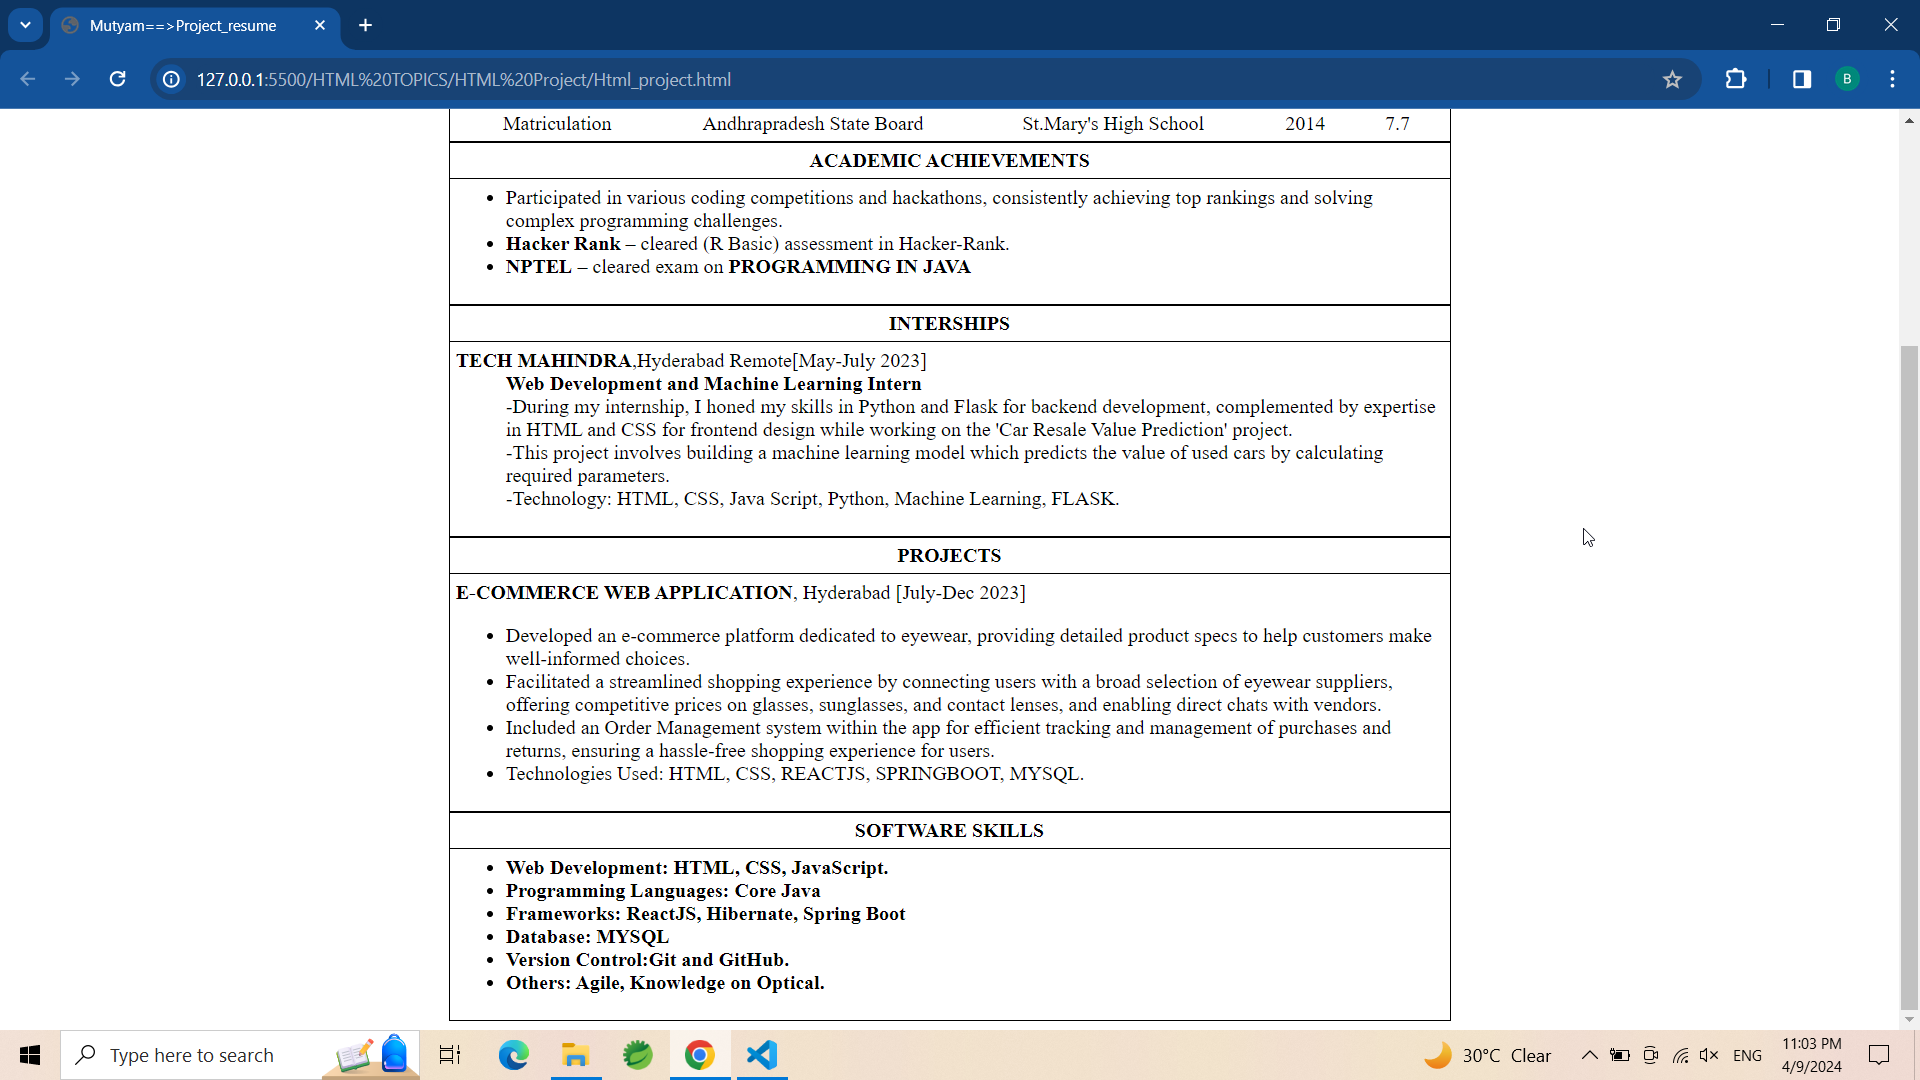 Mutyam==>Project_resume
127.0.0.1:5500/HTML%20TOPICS/HTML%20Project/Html_project.html
B
Matriculation Andhrapradesh State Board St.Mary's High School 2014 7.7
ACADEMIC ACHIEVEMENTS
• Participated in various coding competitions and hackathons, consistently achieving top rankings and solving
complex programming challenges.
• Hacker Rank – cleared (R Basic) assessment in Hacker-Rank.
• NPTEL – cleared exam on PROGRAMMING IN JAVA
INTERSHIPS
TECH MAHINDRA,Hyderabad Remote[May-July 2023]
Web Development and Machine Learning Intern
-During my internship, I honed my skills in Python and Flask for backend development, complemented by expertise
in HTML and CSS for frontend design while working on the 'Car Resale Value Prediction' project.
-This project involves building a machine learning model which predicts the value of used cars by calculating
required parameters.
-Technology: HTML, CSS, Java Script, Python, Machine Learning, FLASK.
PROJECTS
E-COMMERCE WEB APPLICATION, Hyderabad [July-Dec 2023]
• Developed an e-commerce platform dedicated to eyewear, providing detailed product specs to help customers make
well-informed choices.
• Facilitated a streamlined shopping experience by connecting users with a broad selection of eyewear suppliers,
offering competitive prices on glasses, sunglasses, and contact lenses, and enabling direct chats with vendors.
• Included an Order Management system within the app for efficient tracking and management of purchases and
returns, ensuring a hassle-free shopping experience for users.
• Technologies Used: HTML, CSS, REACTJS, SPRINGBOOT, MYSQL.
SOFTWARE SKILLS
• Web Development: HTML, CSS, JavaScript.
• Programming Languages: Core Java
• Frameworks: ReactJS, Hibernate, Spring Boot
• Database: MYSQL
• Version Control:Git and GitHub.
• Others: Agile, Knowledge on Optical.
Type here to search
30°C Clear
ENG
11:03 PM
4/9/2024